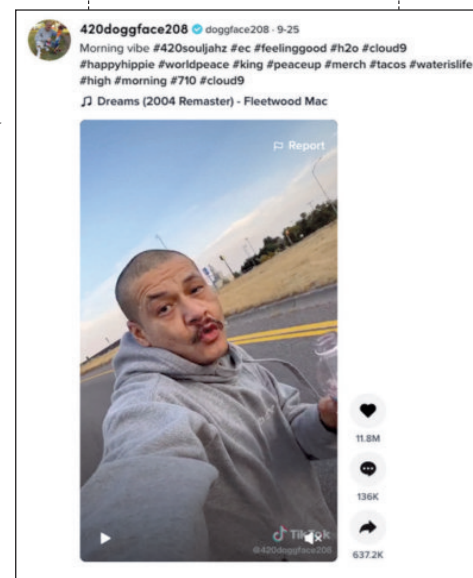 420doggface208 doggface208 · 9-25
Morning vibe #420souljahz #ec #feelinggood #h2o #cloud9
#happyhippie #worldpeace #king #peaceup #merch #tacos #waterislife
#high #morning #710 #cloud9
Dreams (2004 Remaster) - Fleetwood Mac
Report
11.8M
136K
637.2K
TikTok
@420doggface208